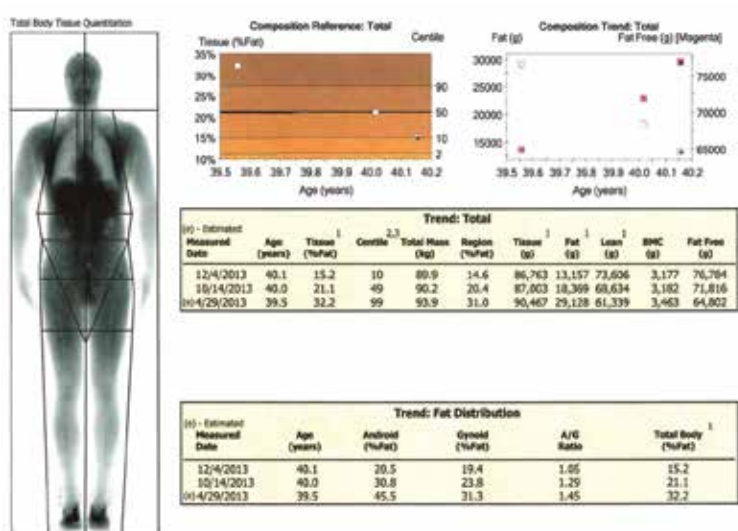 Total Body Tissue Quantitation
Composition Reference: Total
Tissue (%Fat) Centile
35%
30%
25%
20%
15%
10%
90
50
10
2
39.5 39.6 39.7 39.8 39.9 40.0 40.1 40.2
Age (years)
Composition Trend: Total
Fat (g) Fat Free (g) [Magenta]
30000
25000
20000
15000
75000
70000
65000
39.5 39.6 39.7 39.8 39.9 40.0 40.1 40.2
Age (years)
Trend: Total
(e) - Estimated
Measured Date Age (years) Tissue (%Fat) 1 Centile 2,3 Total Mass (kg) Region (%Fat) Tissue (g) 1 Fat (g) 1 Lean (g) 1 BMC (g) Fat Free (g)
12/4/2013 40.1 15.2 10 89.9 14.6 86,763 13,157 73,606 3,177 76,784
10/14/2013 40.0 21.1 49 90.2 20.4 87,003 18,369 68,634 3,182 71,816
(e)4/29/2013 39.5 32.2 99 93.9 31.0 90,467 29,128 61,339 3,463 64,802
Trend: Fat Distribution
(e) - Estimated
Measured Date Age (years) Android (%Fat) Gynoid (%Fat) A/G Ratio Total Body (%Fat) 1
12/4/2013 40.1 20.5 19.4 1.05 15.2
10/14/2013 40.0 30.8 23.8 1.29 21.1
(e)4/29/2013 39.5 45.5 31.3 1.45 32.2